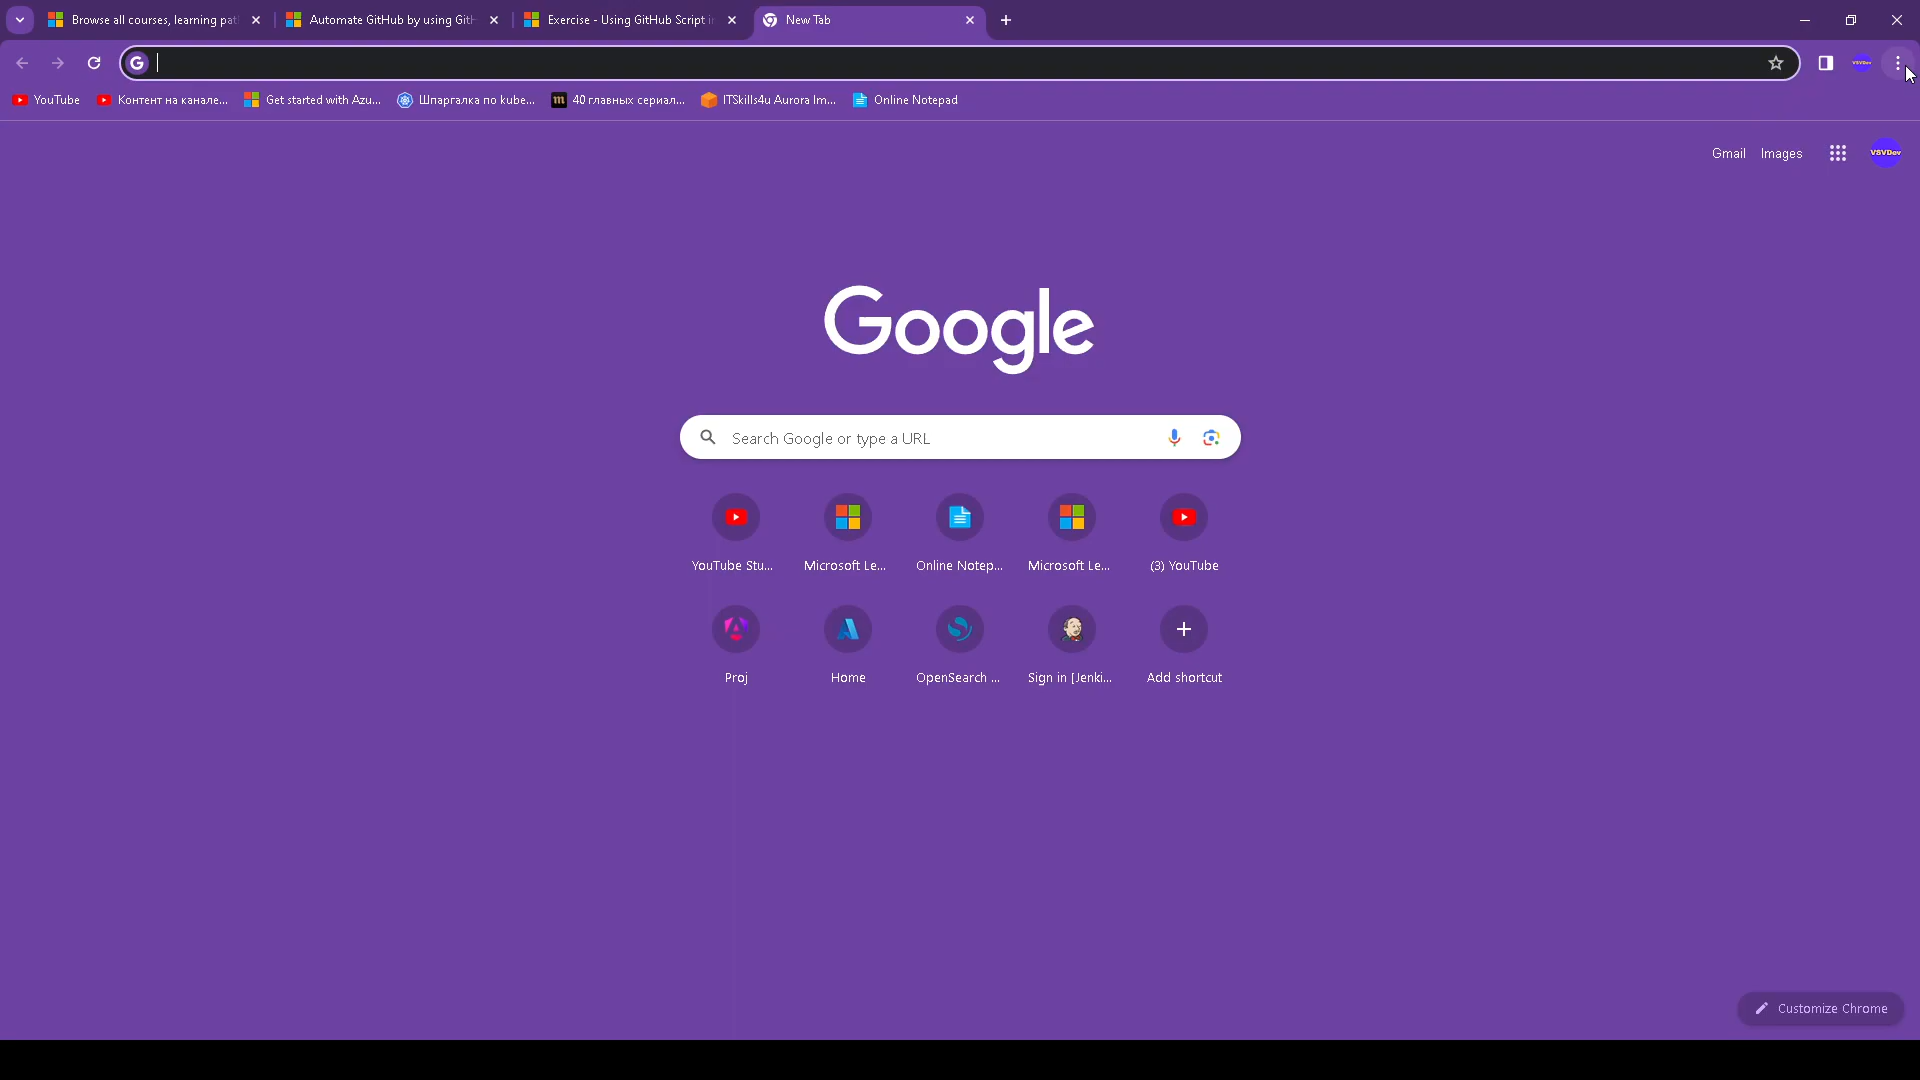 Browse all courses, learning pat
Automate GitHub by using GitH
Exercise - Using GitHub Script in
New Tab
YouTube
Контент на канале...
Get started with Azu...
Шпаргалка по kube...
40 главных сериал...
ITSkills4u Aurora Im...
Online Notepad
Gmail
Images
VSVDev
Google
Search Google or type a URL
YouTube Stu...
Microsoft Le...
Online Notep...
Microsoft Le...
(3) YouTube
Proj
Home
OpenSearch ...
Sign in [Jenki...
Add shortcut
Customize Chrome